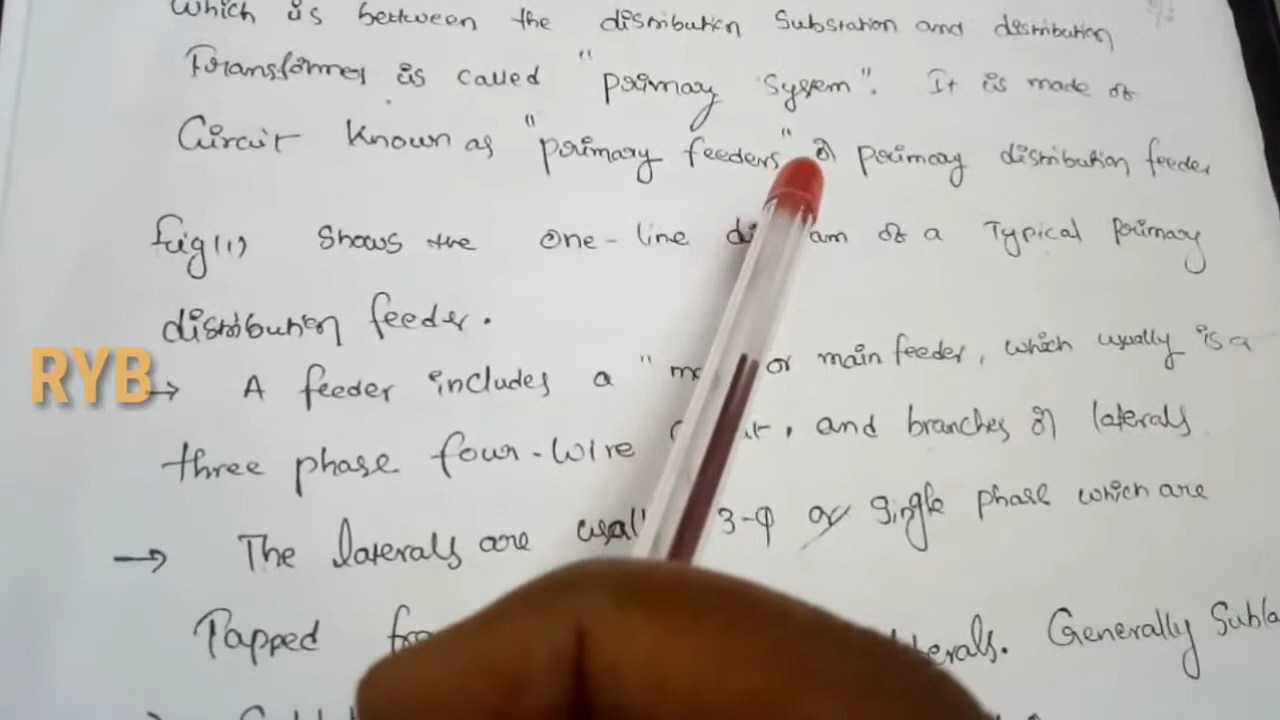 which is between the distribution Substation and distribution
Transformer is called "primary System". It is made of
Circuit known as "primary feeders" or primary distribution feeder
fig(1) shows the one-line am of a Typical primary
distribution feeder.
RYB
→ A feeder includes a " or main feeder, which usually is a
three phase four-wire , and branches or laterals
→ The laterals are 3-φ or single phase which are
Tapped Generally